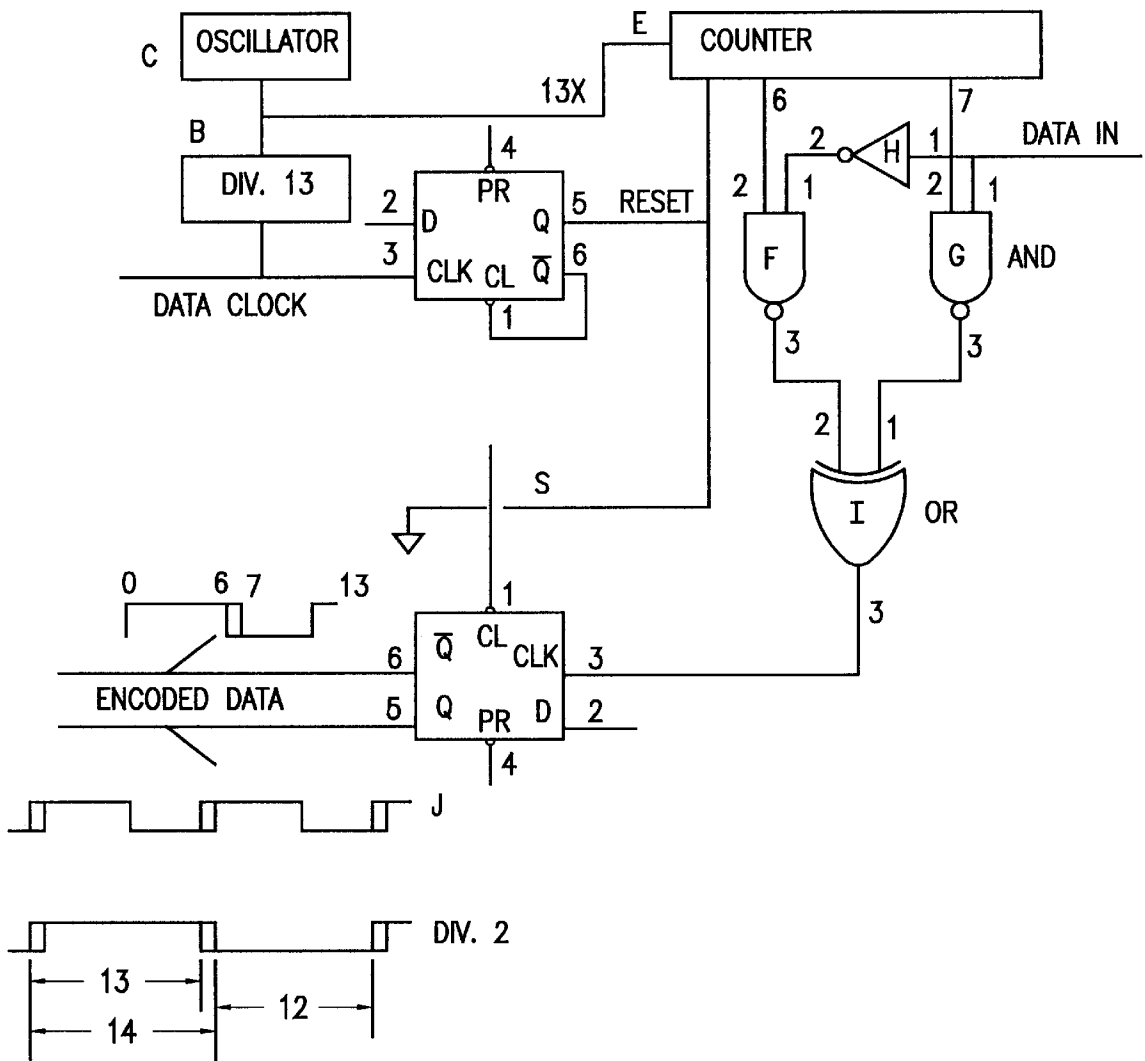 C OSCILLATOR
E COUNTER
13X
6 7
B
DIV. 13
4
PR
2 D
Q 5 RESET
3 CLK
CL
Q̅ 6
1
DATA CLOCK
2 H 1 DATA IN
2 1 2 1
F G AND
3 3
2 1
I OR
3
S
0 6 7 13
1
CL
Q̅ 6
CLK 3
ENCODED DATA
5 Q
PR
D 2
4
J
DIV. 2
13
12
14